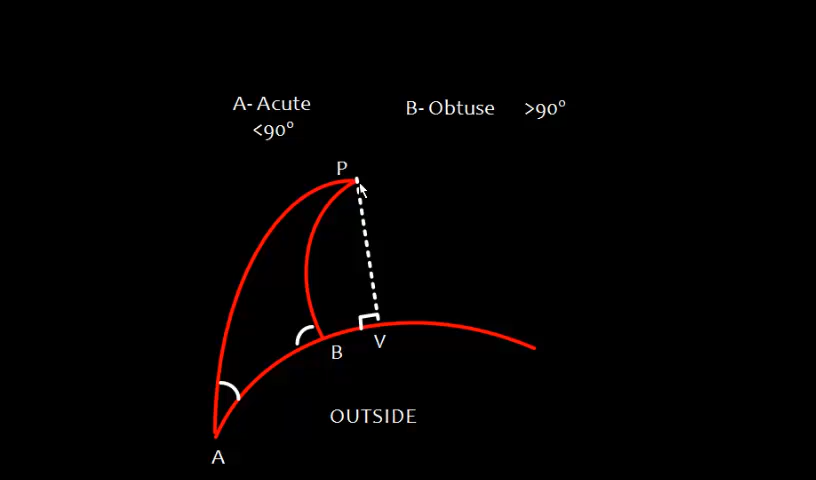 A- Acute
<90°
B- Obtuse >90°
P
B
V
OUTSIDE
A